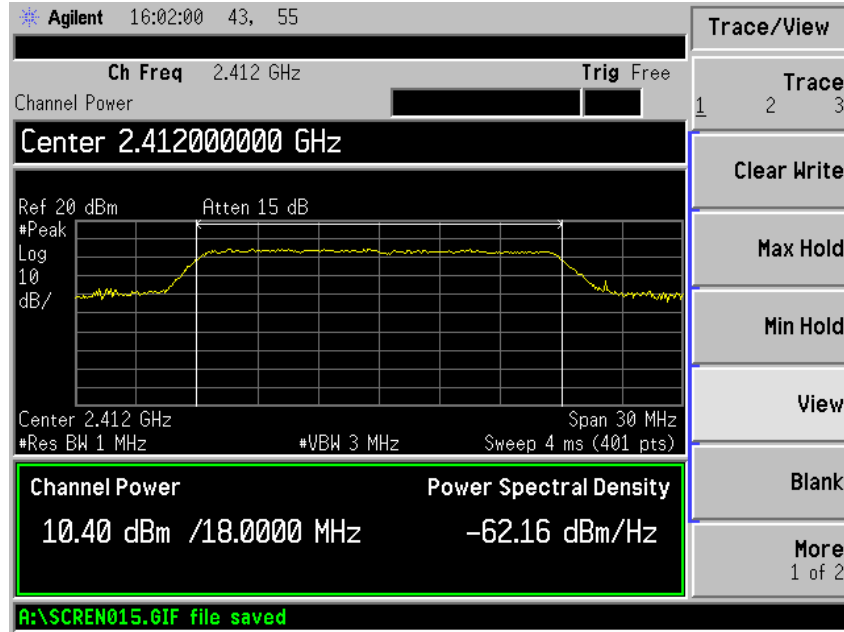 Agilent 16:02:00 43, 55
Trace/View
Ch Freq 2.412 GHz Trig Free
Channel Power
Trace
1 2 3
Center 2.412000000 GHz
Clear Write
Ref 20 dBm Atten 15 dB
#Peak
Log
10
dB/
Max Hold
Min Hold
View
Center 2.412 GHz Span 30 MHz
#Res BW 1 MHz #VBW 3 MHz Sweep 4 ms (401 pts)
Channel Power Power Spectral Density
Blank
10.40 dBm /18.0000 MHz -62.16 dBm/Hz
More
1 of 2
A:\SCREN015.GIF file saved